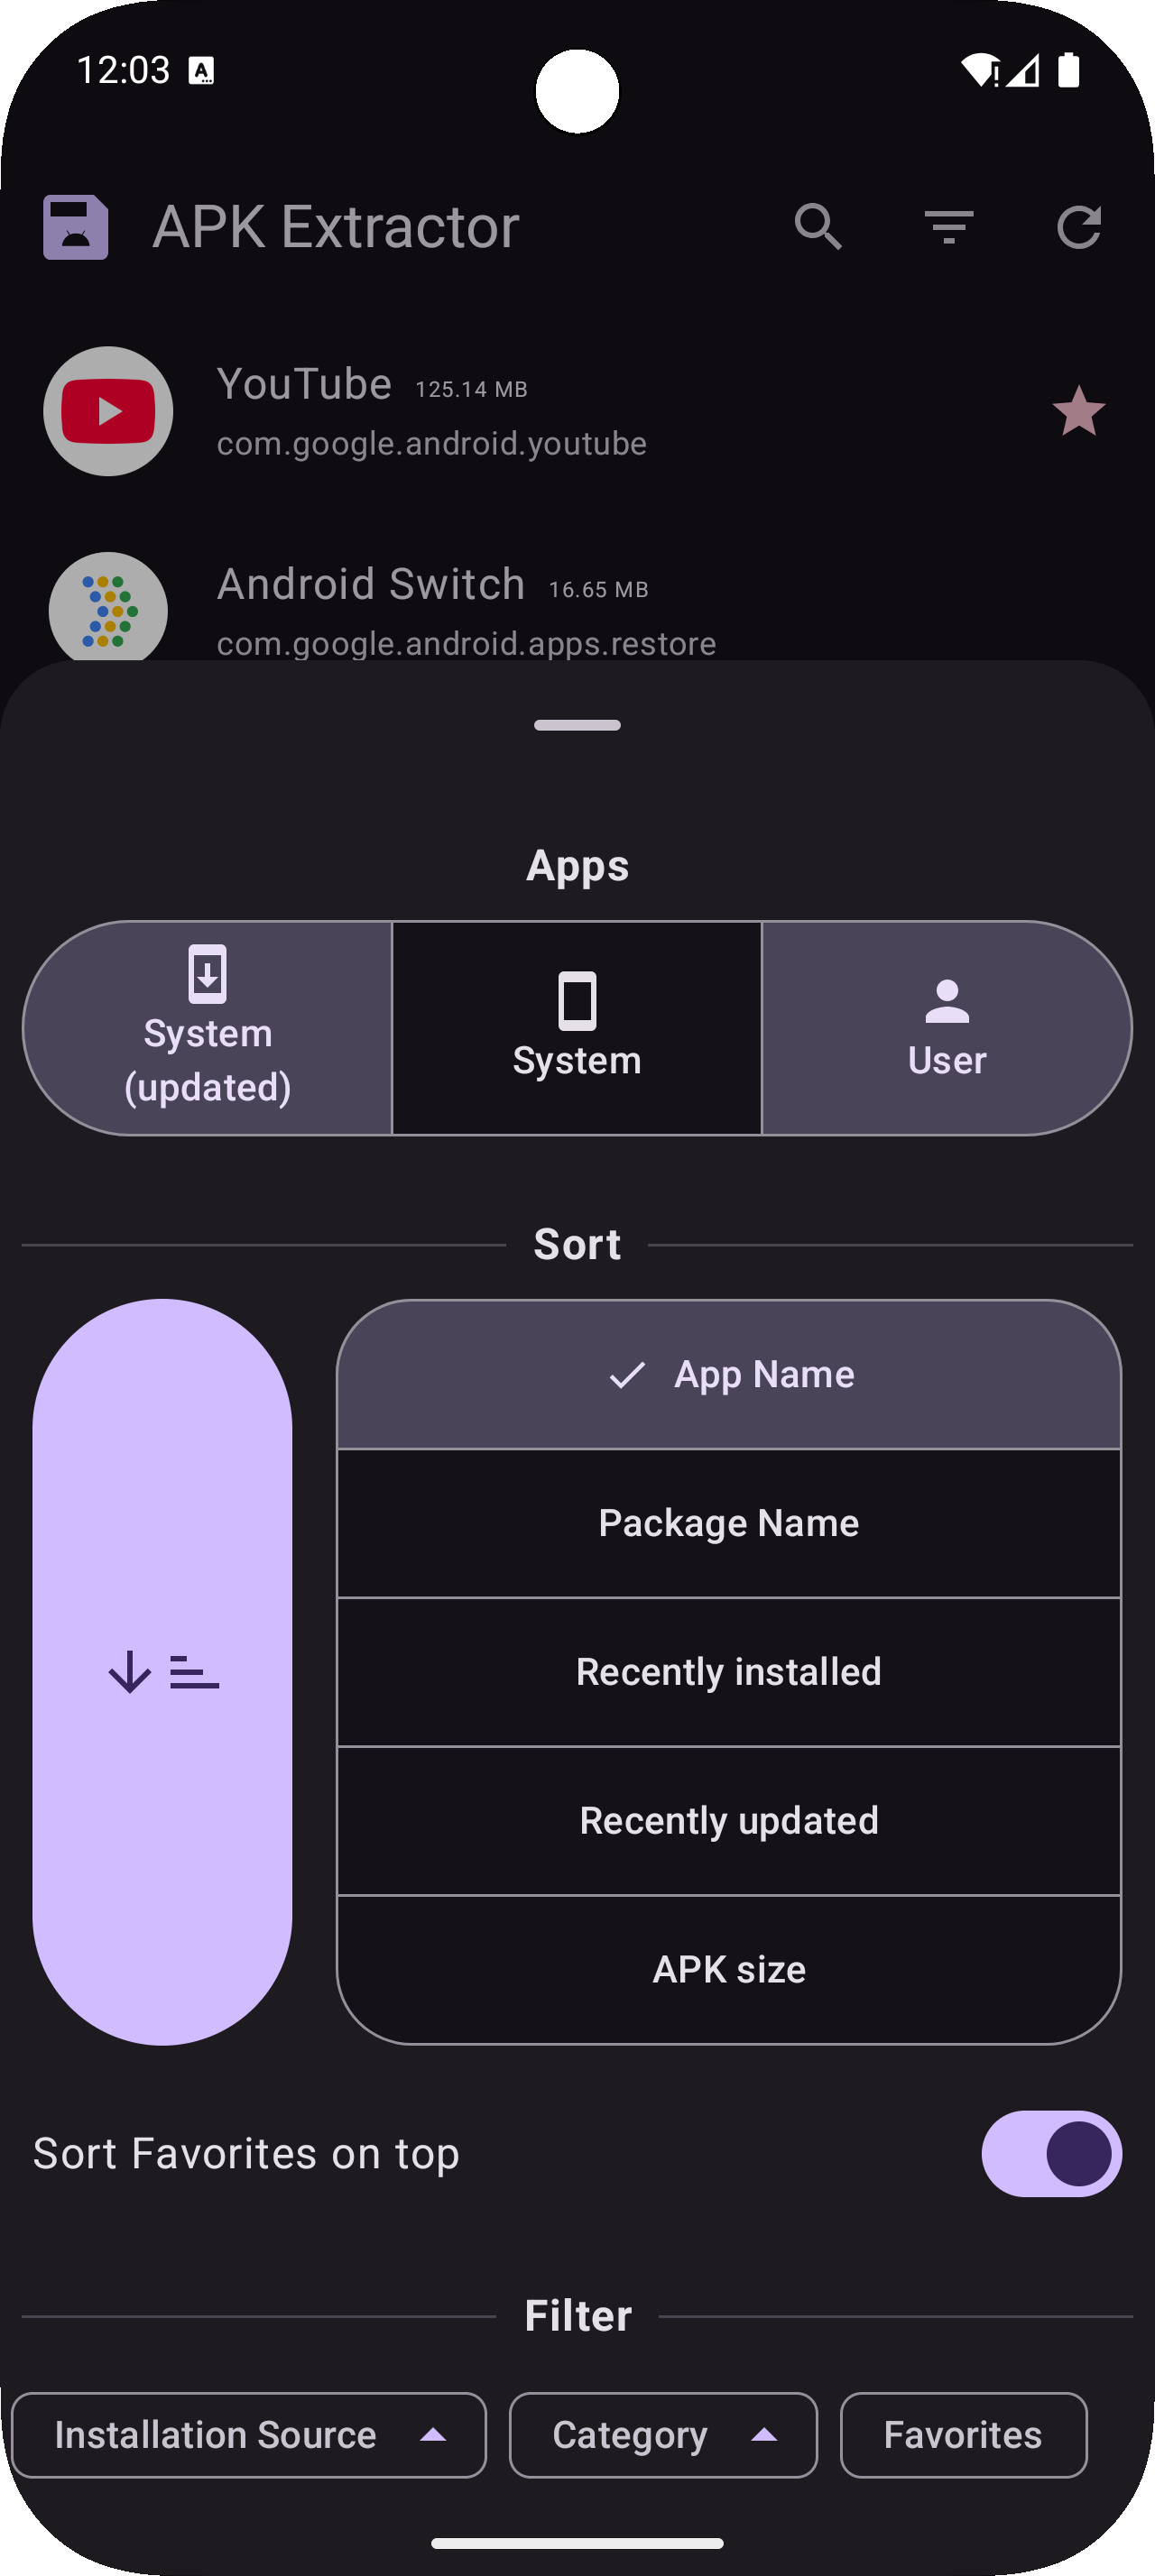 12:03
APK Extractor
YouTube 125.14 MB
com.google.android.youtube
Android Switch 16.65 MB
com.google.android.apps.restore
Apps
System
(updated)
System
User
Sort
App Name
Package Name
Recently installed
Recently updated
APK size
Sort Favorites on top
Filter
Installation Source
Category
Favorites